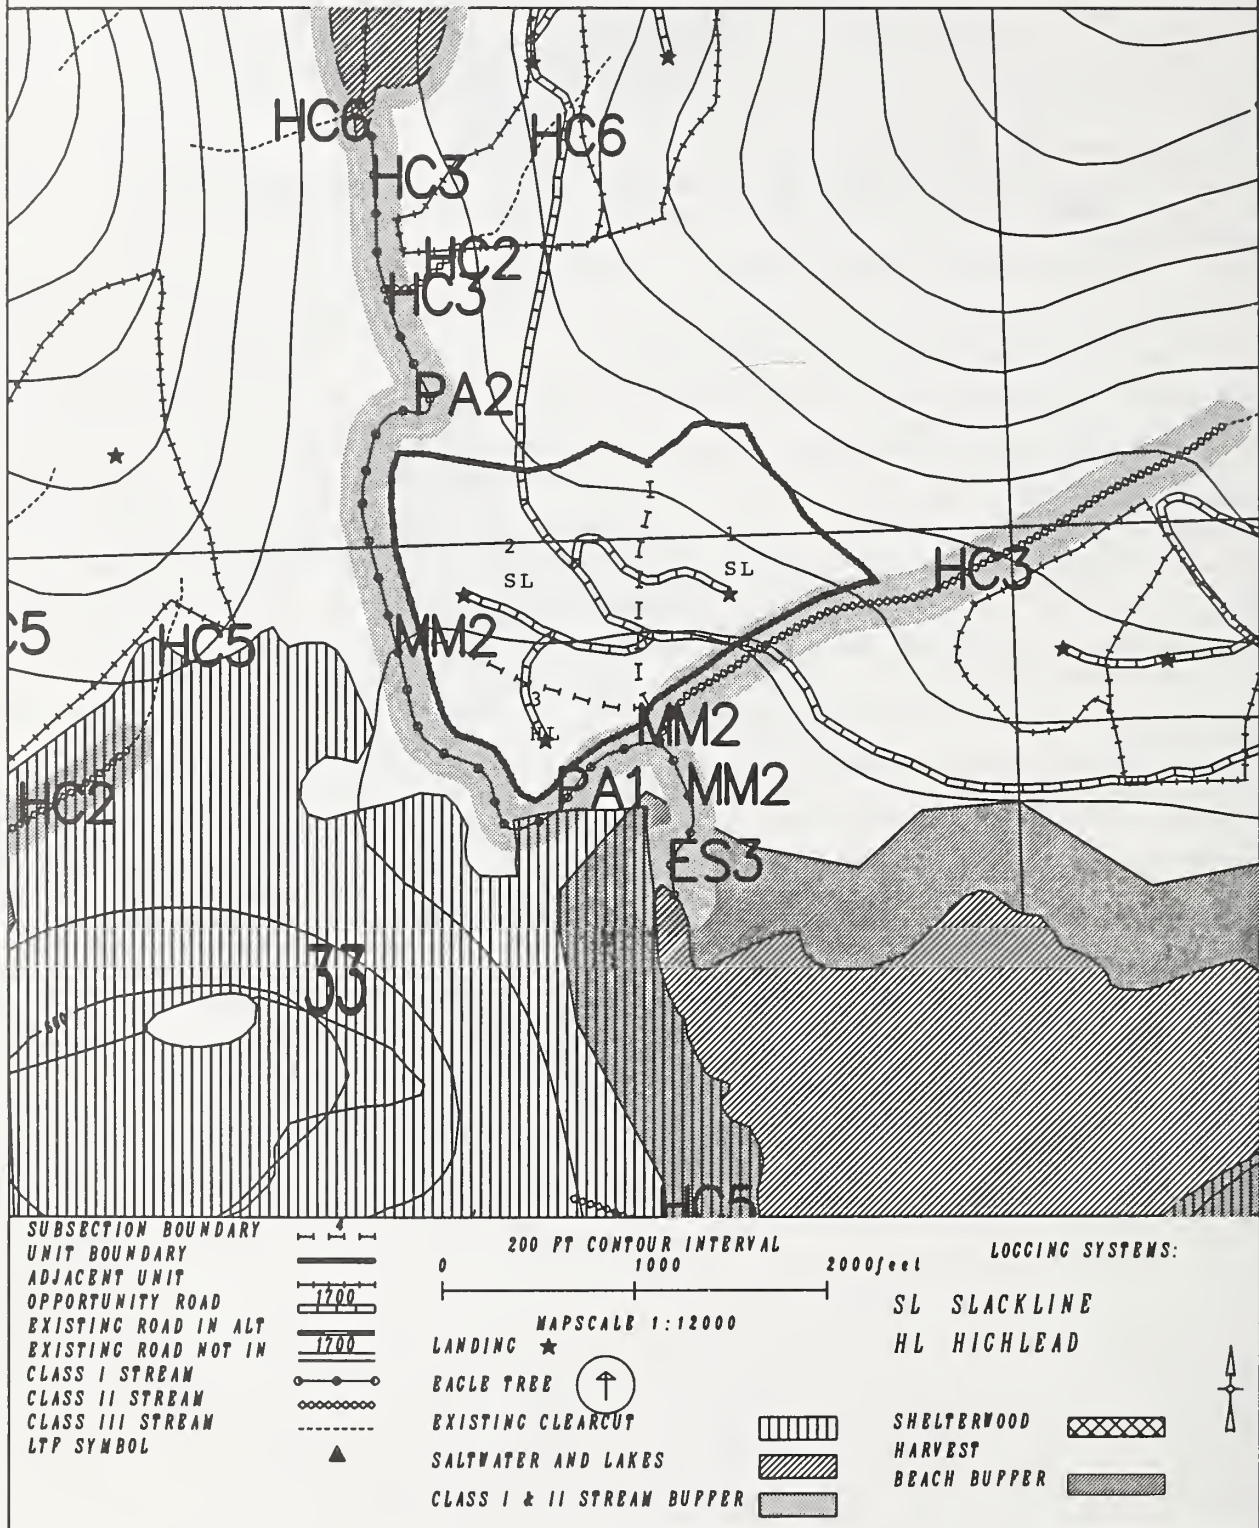 HC6
HC6
HC3
HC2
HC3
PA2
1
2
SL
SL
HC3
C5
HC5
MM2
3
HL
MM2
PA1
MM2
HC2
ES3
33
HC5
SUBSECTION BOUNDARY
4
UNIT BOUNDARY
ADJACENT UNIT
OPPORTUNITY ROAD
1700
EXISTING ROAD IN ALT
EXISTING ROAD NOT IN
1700
CLASS I STREAM
CLASS II STREAM
CLASS III STREAM
LTF SYMBOL
200 FT CONTOUR INTERVAL
0 1000 2000feet
MAPSCALE 1:12000
LANDING
EAGLE TREE
EXISTING CLEARCUT
SALTWATER AND LAKES
CLASS I & II STREAM BUFFER
LOGGING SYSTEMS:
SL SLACKLINE
HL HIGHLEAD
SHELTERWOOD
HARVEST
BEACH BUFFER